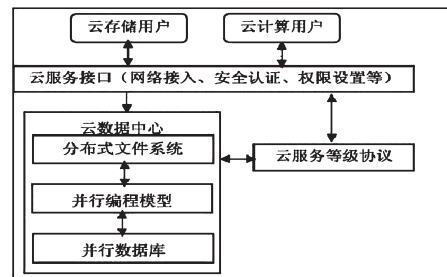 云存储用户
云计算用户
云服务接口（网络接入、安全认证、权限设置等）
云数据中心
分布式文件系统
云服务等级协议
并行编程模型
并行数据库